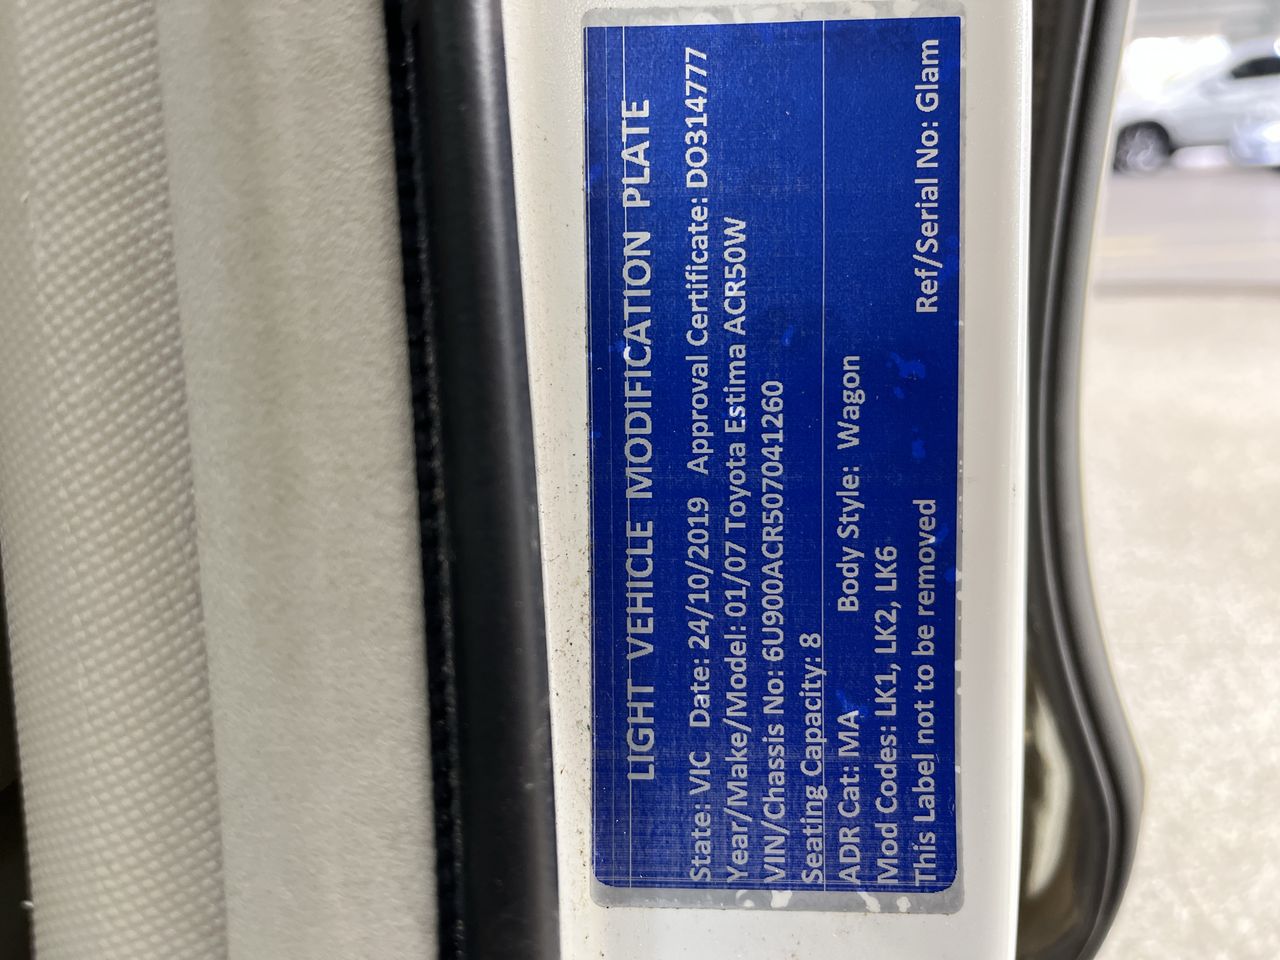 LIGHT VEHICLE MODIFICATION PLATE
State: VIC Date: 24/10/2019 Approval Certificate: DO314777
Year/Make/Model: 01/07 Toyota Estima ACR50W
VIN/Chassis No: 6U900ACR507041260
Seating Capacity: 8
ADR Cat: MA Body Style: Wagon
Mod Codes: LK1, LK2, LK6
This Label not to be removed Ref/Serial No: Glam